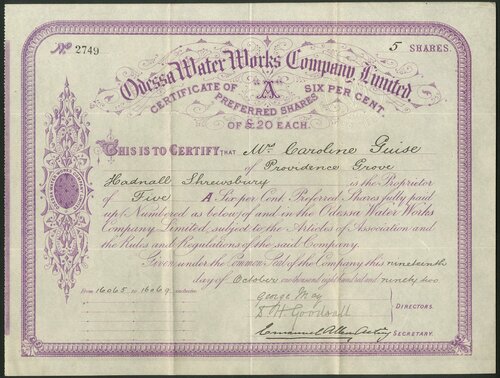 No 2749
5 SHARES.
Odessa Water Works Company Limited
CERTIFICATE OF A SIX PER CENT.
PREFERRED SHARES
OF £20 EACH.
THIS IS TO CERTIFY THAT Mrs Caroline Guise
of Providence Grove
Hadnall Shrewsbury is the Proprietor
of Five A Six per Cent Preferred Shares fully paid
up Numbered as below of and in the Odessa Water Works
Company Limited, subject to the Articles of Association and
the Rules and Regulations of the said Company.
Given under the Common Seal of the Company this nineteenth
day of October one thousand eight hundred and ninety two
From 16065 to 16069 inclusive
George May
DIRECTORS.
S H Goodsall
SECRETARY.